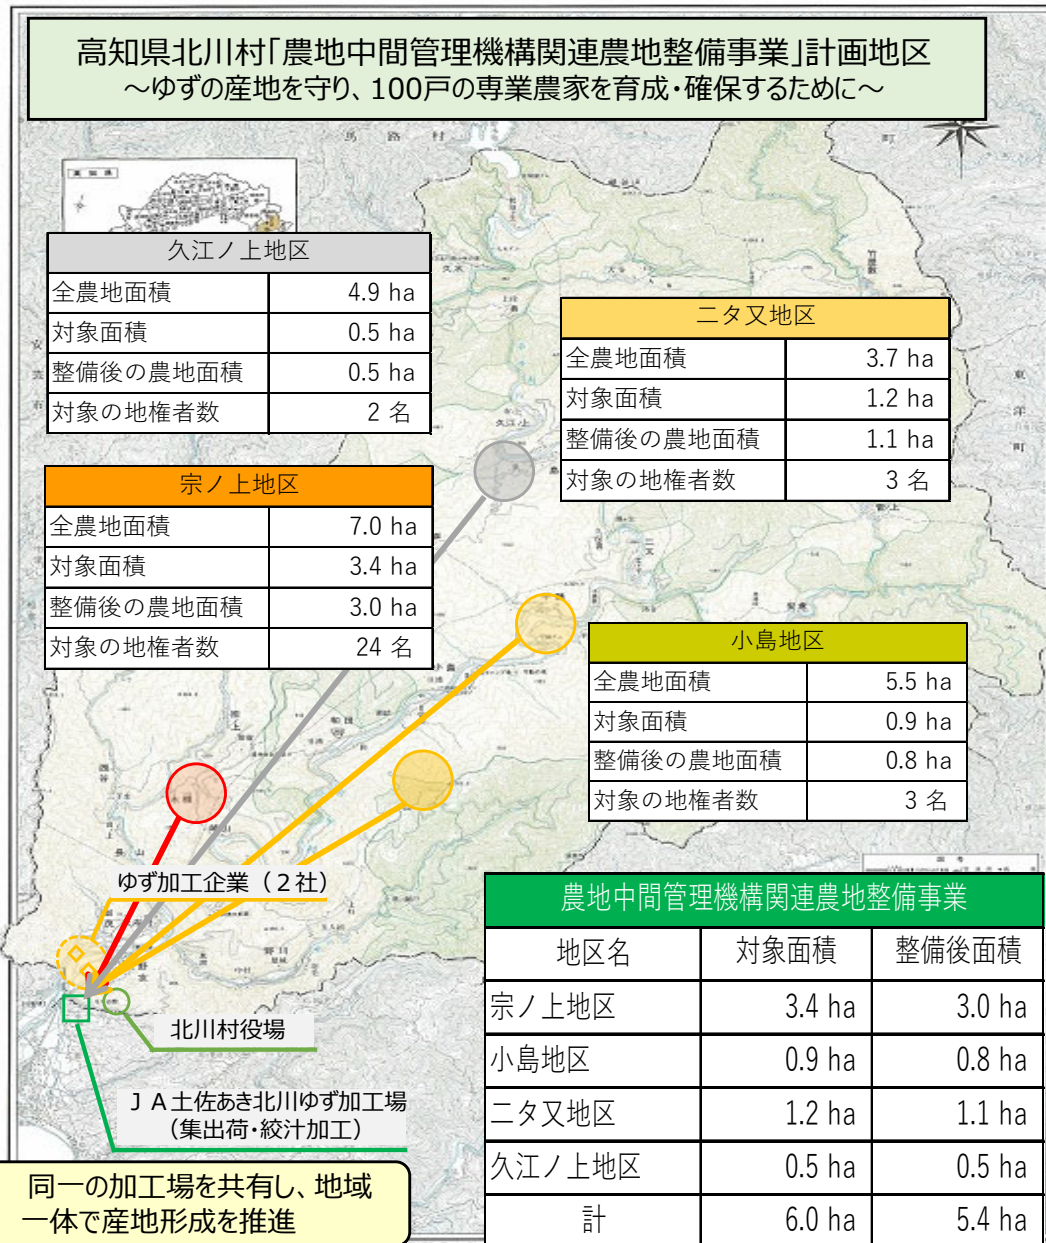 高知県北川村「農地中間管理機構関連農地整備事業」計画地区
～ゆずの産地を守り、100戸の専業農家を育成・確保するために～
馬路村
町
高知県
久江ノ上地区
全農地面積 4.9 ha
対象面積 0.5 ha
整備後の農地面積 0.5 ha
対象の地権者数 2 名
二タ又地区
全農地面積 3.7 ha
対象面積 1.2 ha
整備後の農地面積 1.1 ha
対象の地権者数 3 名
東洋町
宗ノ上地区
全農地面積 7.0 ha
対象面積 3.4 ha
整備後の農地面積 3.0 ha
対象の地権者数 24 名
小島地区
全農地面積 5.5 ha
対象面積 0.9 ha
整備後の農地面積 0.8 ha
対象の地権者数 3 名
ゆず加工企業（２社）
北川村役場
ＪＡ土佐あき北川ゆず加工場
（集出荷・絞汁加工）
同一の加工場を共有し、地域
一体で産地形成を推進
農地中間管理機構関連農地整備事業
地区名 対象面積 整備後面積
宗ノ上地区 3.4 ha 3.0 ha
小島地区 0.9 ha 0.8 ha
二タ又地区 1.2 ha 1.1 ha
久江ノ上地区 0.5 ha 0.5 ha
計 6.0 ha 5.4 ha